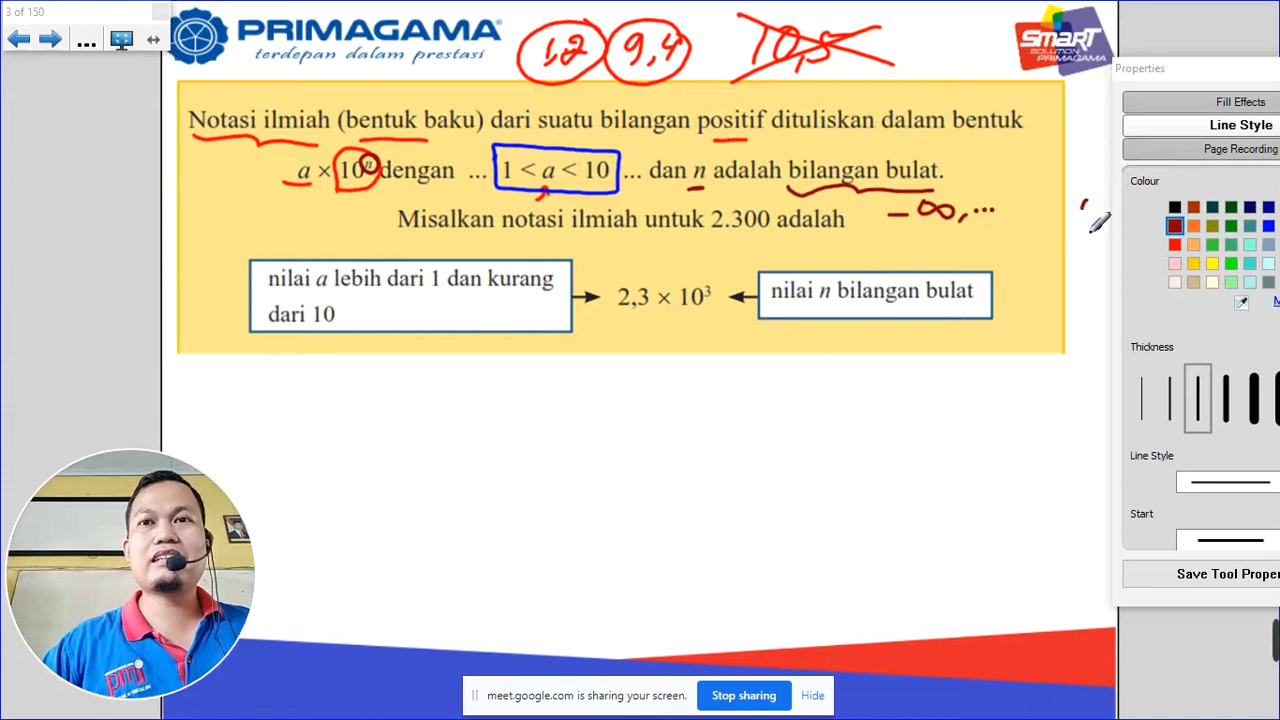 3 of 150
...
PRIMAGAMA
terdepan dalam prestasi
1,2 9,4 10,5
SMART
SOLUTION
PRIMAGAMA
Notasi ilmiah (bentuk baku) dari suatu bilangan positif dituliskan dalam bentuk
a × 10ⁿ dengan ... 1 < a < 10 ... dan n adalah bilangan bulat.
- ∞, ...
Misalkan notasi ilmiah untuk 2.300 adalah
nilai a lebih dari 1 dan kurang
dari 10
2,3 × 10³
nilai n bilangan bulat
Properties
Fill Effects
Line Style
Page Recording
Colour
M
Thickness
Line Style
Start
Save Tool Prope
meet.google.com is sharing your screen.
Stop sharing
Hide